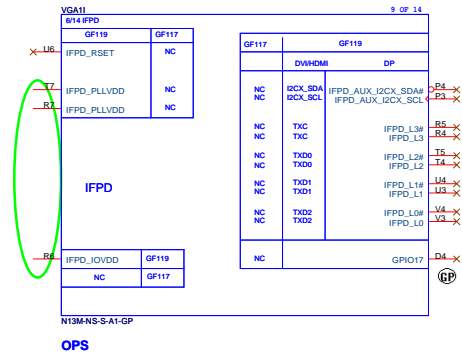 VGA1I 9 OF 14
6/14 IFPD
GF119 GF117
U6 IFPD_RSET NC
T7 IFPD_PLLVDD NC
R7 IFPD_PLLVDD NC
IFPD
R6 IFPD_IOVDD GF119
NC GF117
GF117 GF119
DVI/HDMI DP
NC I2CX_SDA IFPD_AUX_I2CX_SDA# P4
NC I2CX_SCL IFPD_AUX_I2CX_SCL P3
NC TXC IFPD_L3# R5
NC TXC IFPD_L3 R4
NC TXD0 IFPD_L2# T5
NC TXD0 IFPD_L2 T4
NC TXD1 IFPD_L1# U4
NC TXD1 IFPD_L1 U3
NC TXD2 IFPD_L0# V4
NC TXD2 IFPD_L0 V3
NC GPIO17 D4
GP
N13M-NS-S-A1-GP
OPS